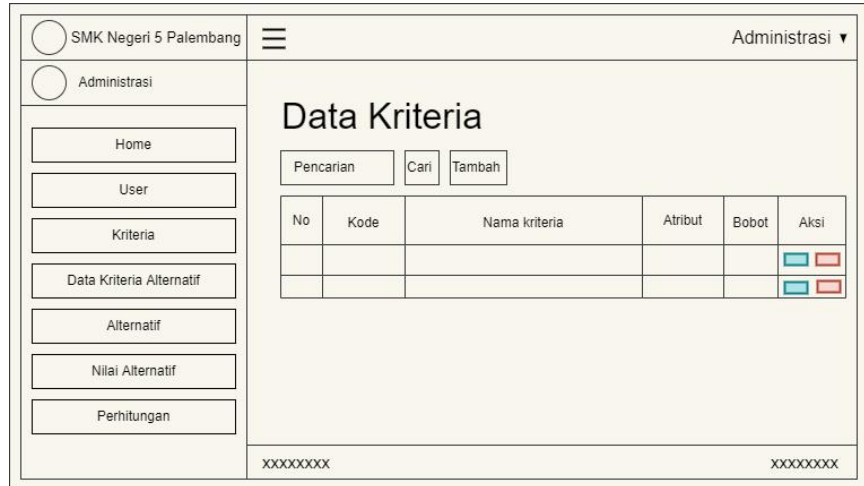 SMK Negeri 5 Palembang
Administrasi ▼
Administrasi
Home
User
Kriteria
Data Kriteria Alternatif
Alternatif
Nilai Alternatif
Perhitungan
Data Kriteria
Pencarian Cari Tambah
No Kode Nama kriteria Atribut Bobot Aksi
xxxxxxxx xxxxxxxx